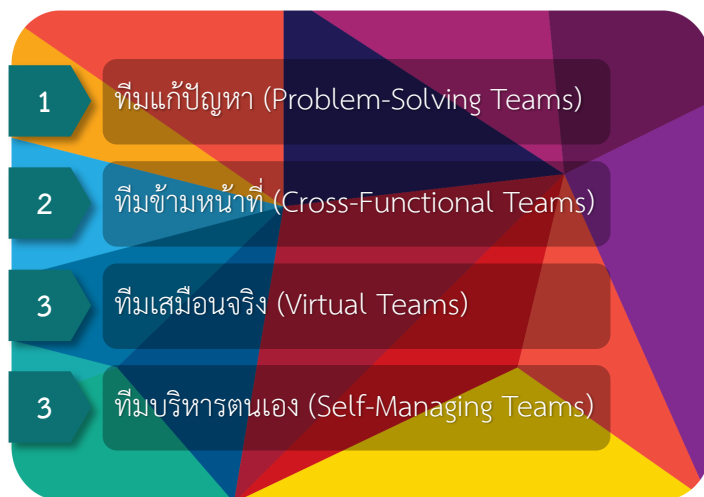 1 ทีมแก้ปัญหา (Problem-Solving Teams)
2 ทีมข้ามหน้าที่ (Cross-Functional Teams)
3 ทีมเสมือนจริง (Virtual Teams)
3 ทีมบริหารตนเอง (Self-Managing Teams)